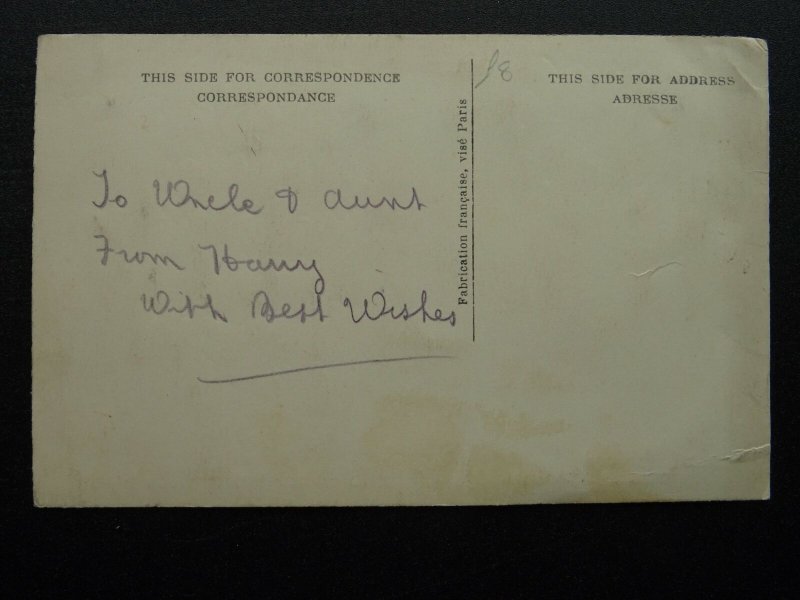 THIS SIDE FOR CORRESPONDENCE
CORRESPONDANCE
To Uncle & Aunt
From Harry
With Best Wishes
Fabrication française, visé Paris
THIS SIDE FOR ADDRESS
ADRESSE